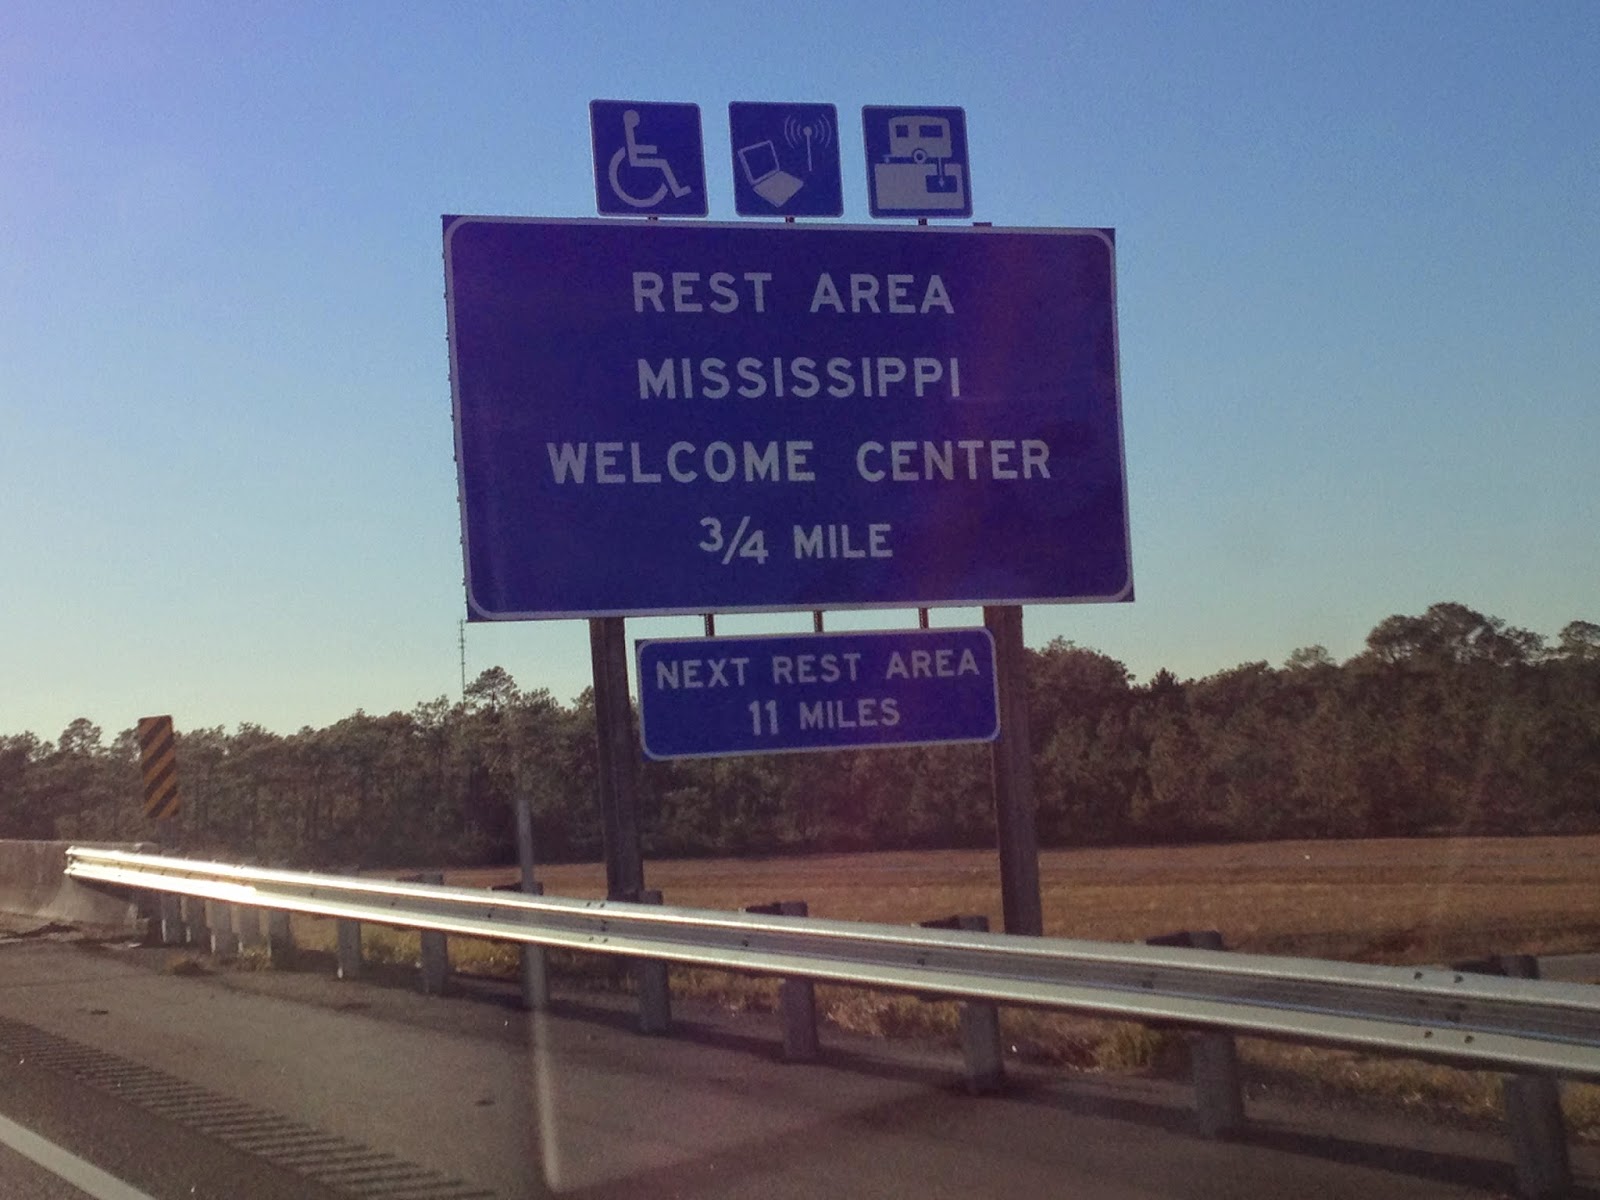 REST AREA
MISSISSIPPI
WELCOME CENTER
3/4 MILE
NEXT REST AREA
11 MILES